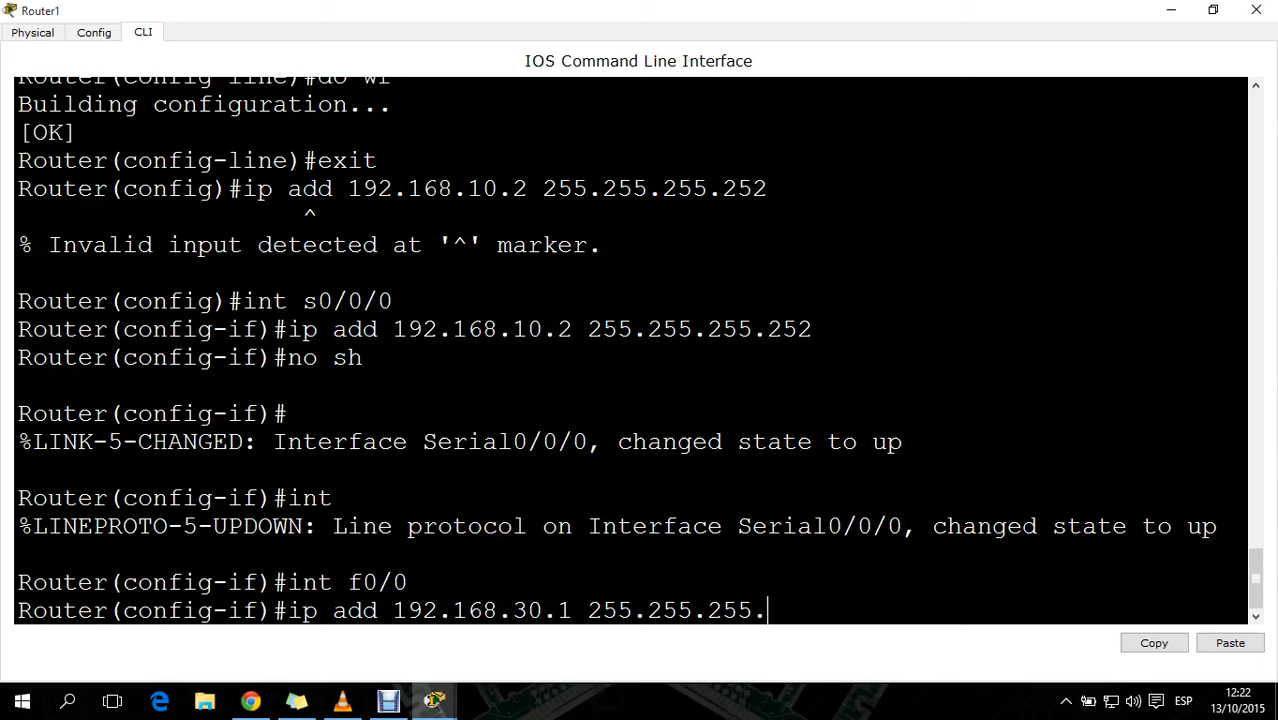 Router1
Physical Config CLI
IOS Command Line Interface
Router(config-line)#do wr
Building configuration...
[OK]
Router(config-line)#exit
Router(config)#ip add 192.168.10.2 255.255.255.252
^
% Invalid input detected at '^' marker.
Router(config)#int s0/0/0
Router(config-if)#ip add 192.168.10.2 255.255.255.252
Router(config-if)#no sh
Router(config-if)#
%LINK-5-CHANGED: Interface Serial0/0/0, changed state to up
Router(config-if)#int
%LINEPROTO-5-UPDOWN: Line protocol on Interface Serial0/0/0, changed state to up
Router(config-if)#int f0/0
Router(config-if)#ip add 192.168.30.1 255.255.255.
Copy Paste
ESP
12:22
13/10/2015